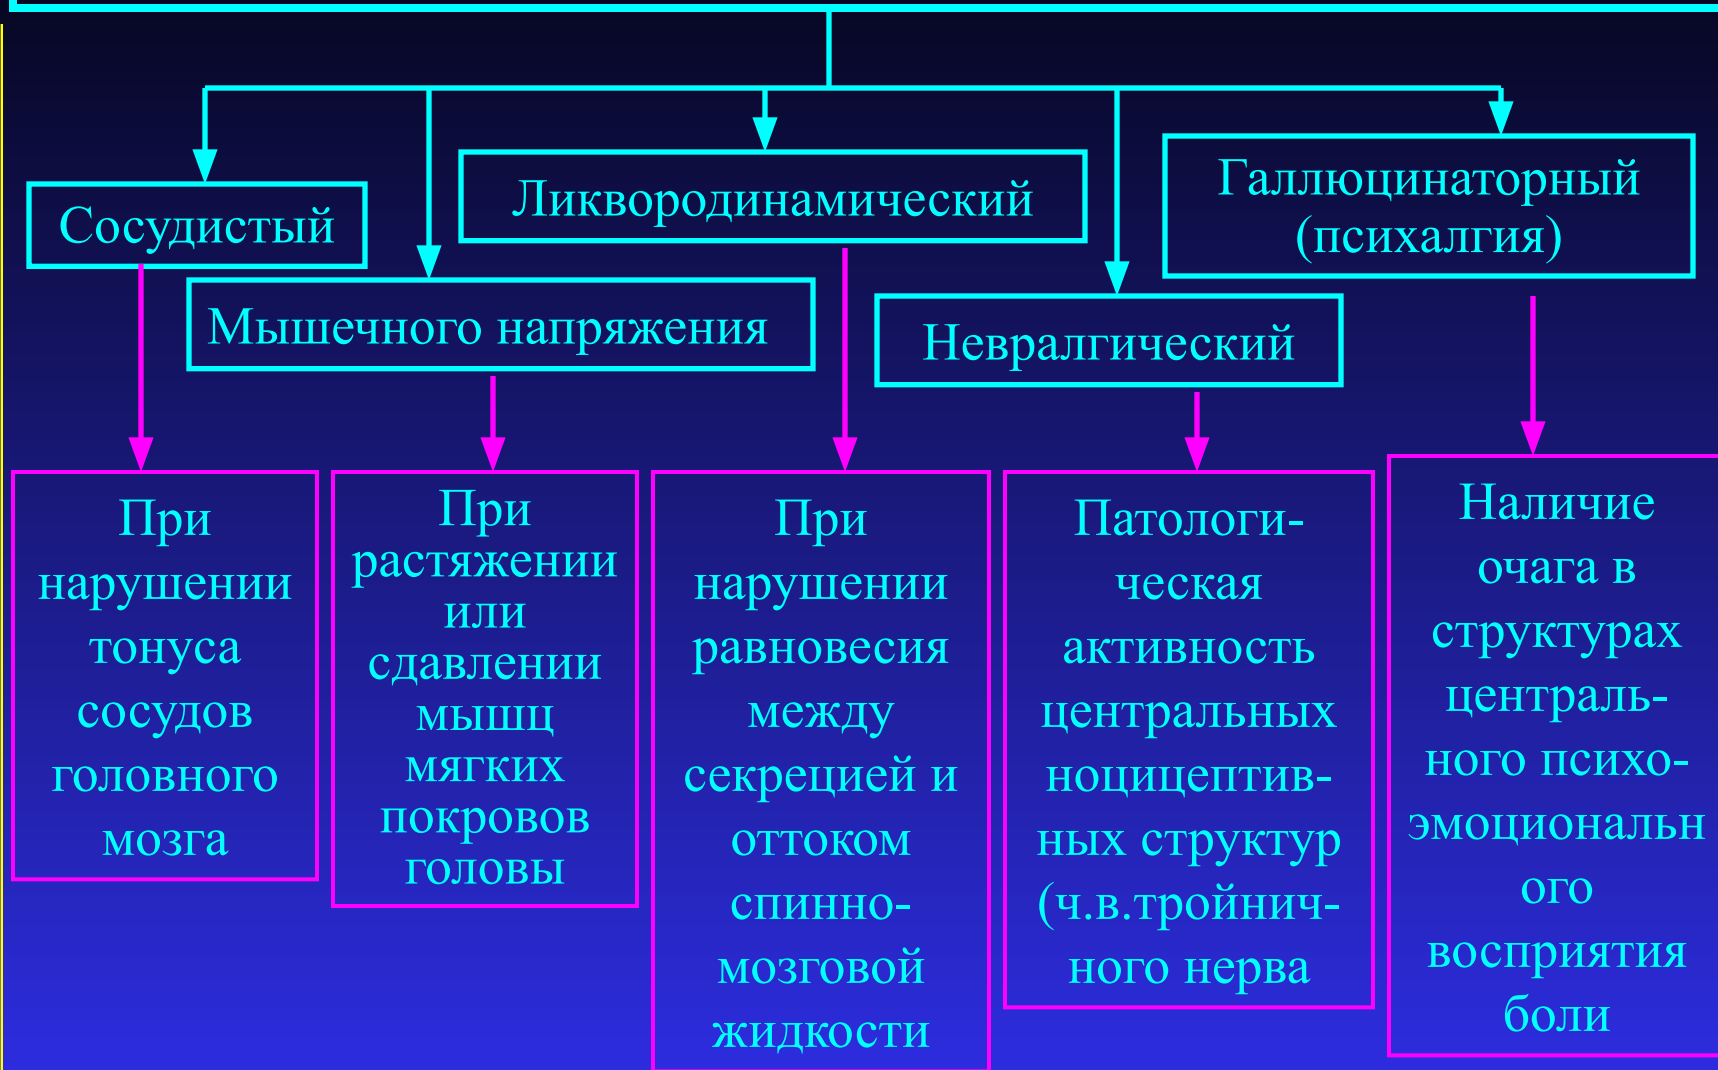 Сосудистый
Мышечного напряжения
Ликвородинамический
Невралгический
Галлюцинаторный
(психалгия)
При
нарушении
тонуса
сосудов
головного
мозга
При
растяжении
или
сдавлении
мышц
мягких
покровов
головы
При
нарушении
равновесия
между
секрецией и
оттоком
спинно-
мозговой
жидкости
Патологи-
ческая
активность
центральных
ноцицептив-
ных структур
(ч.в.тройнич-
ного нерва
Наличие
очага в
структурах
централь-
ного психо-
эмоциональн
ого
восприятия
боли